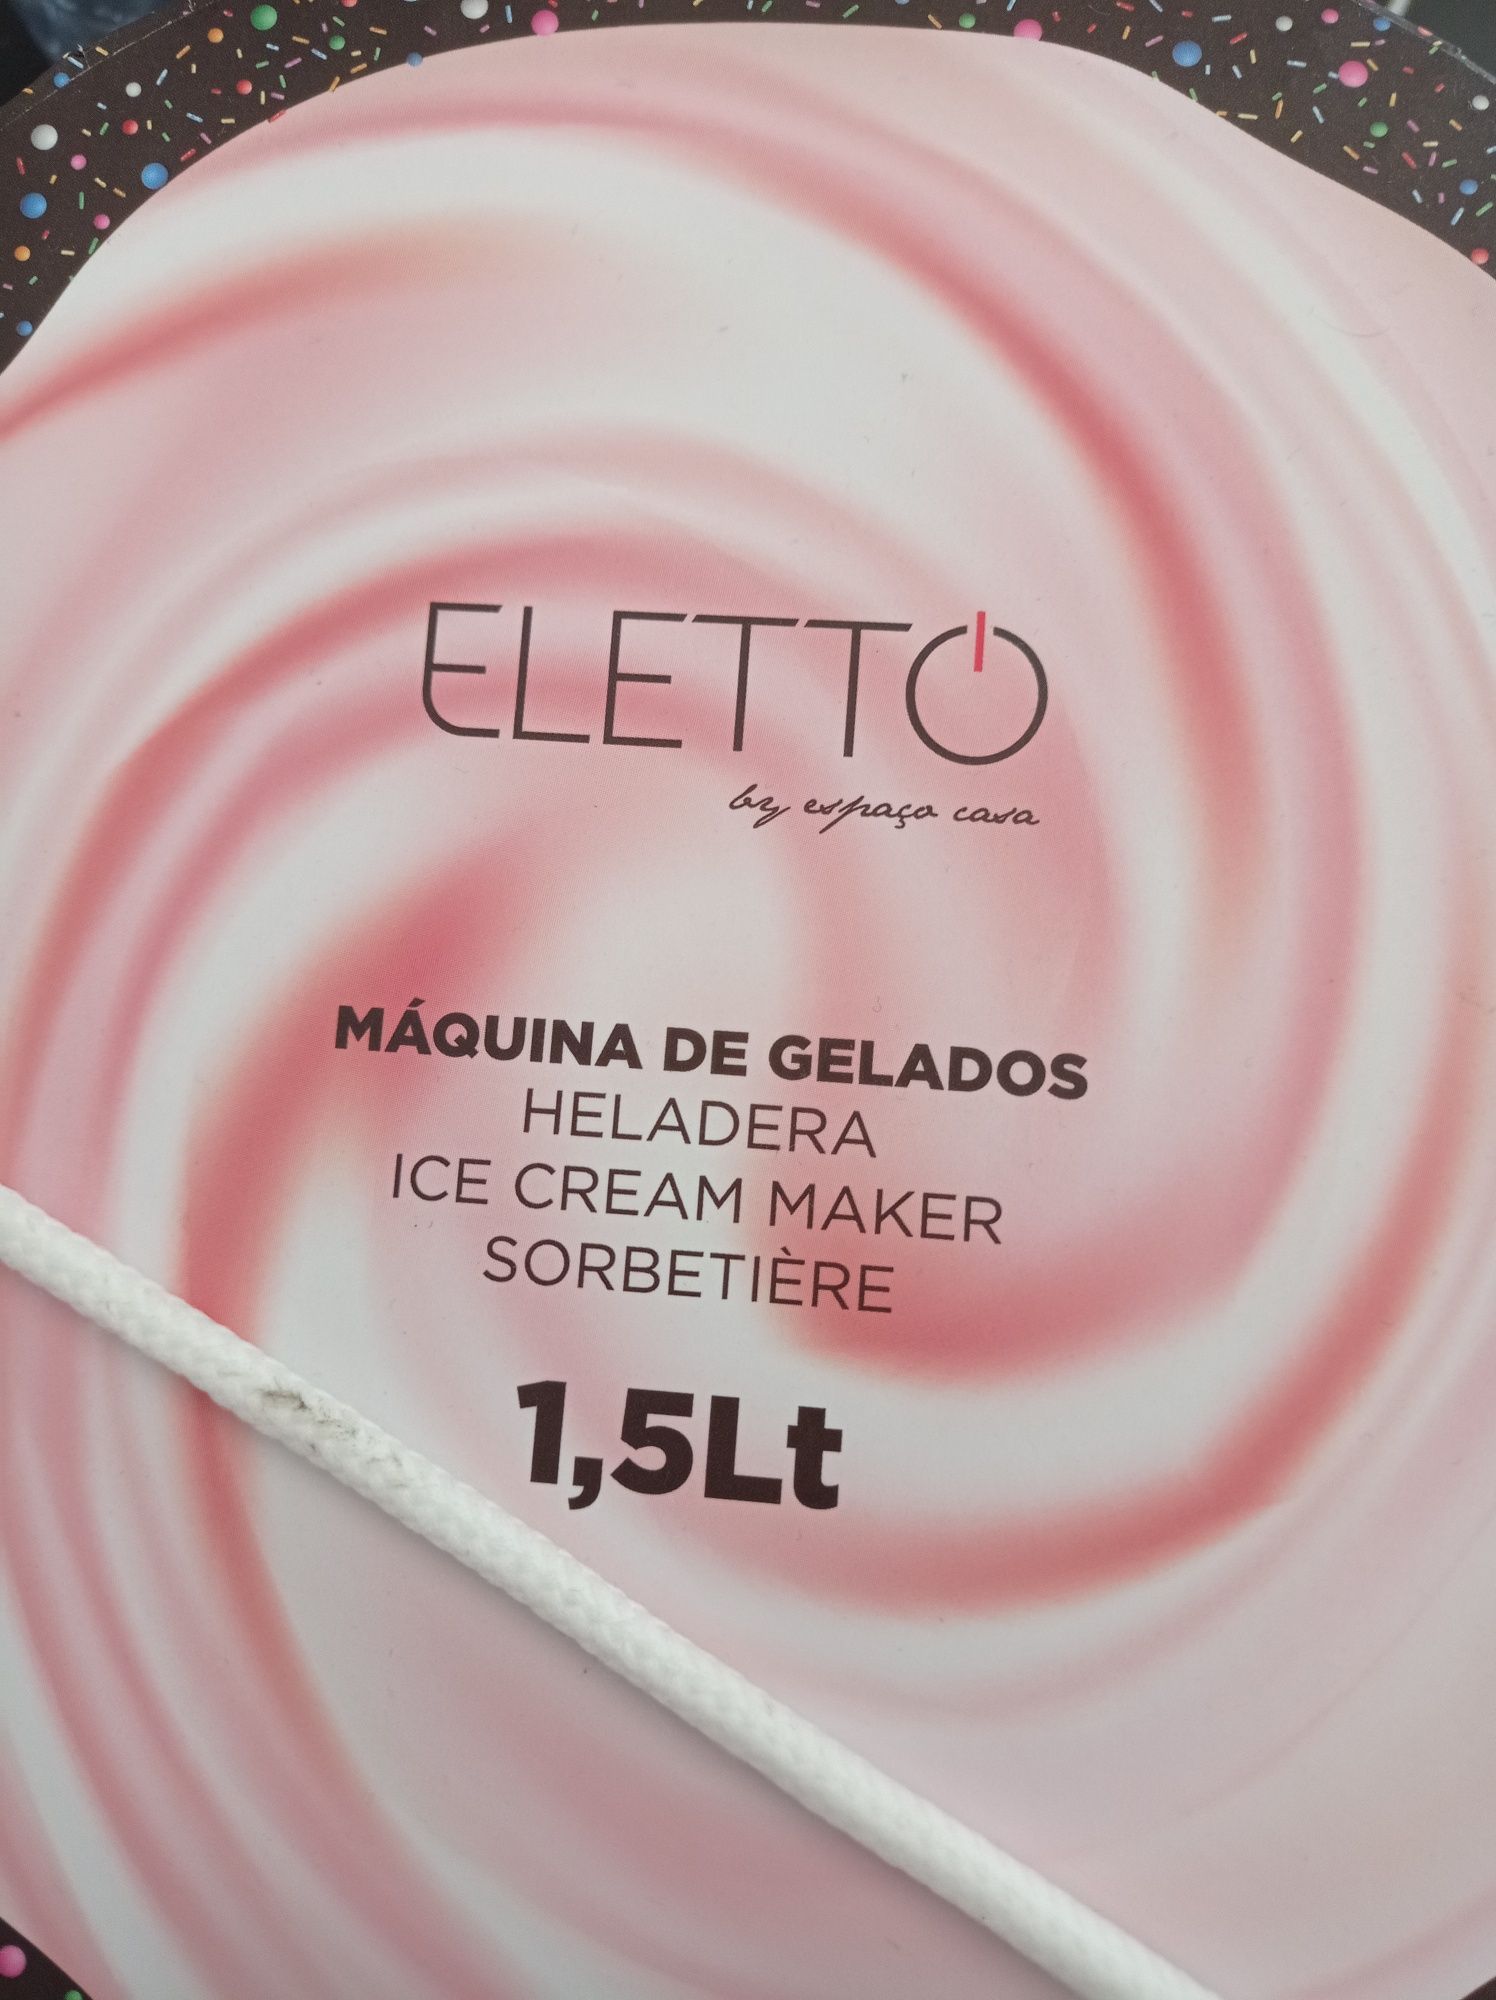 ELETTO
by espaço casa
MÁQUINA DE GELADOS
HELADERA
ICE CREAM MAKER
SORBETIÈRE
1,5Lt